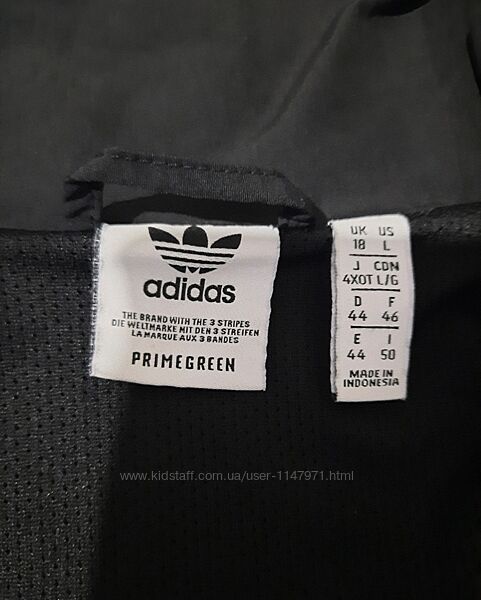 adidas
THE BRAND WITH THE 3 STRIPES
DIE WELTMARKE MIT DEN 3 STREIFEN
LA MARQUE AUX 3 BANDES
PRIMEGREEN
UK US
18 L
J CDN
4XOT L/G
D F
44 46
E I
44 50
MADE IN
INDONESIA
www.kidstaff.com.ua/user-1147971.html